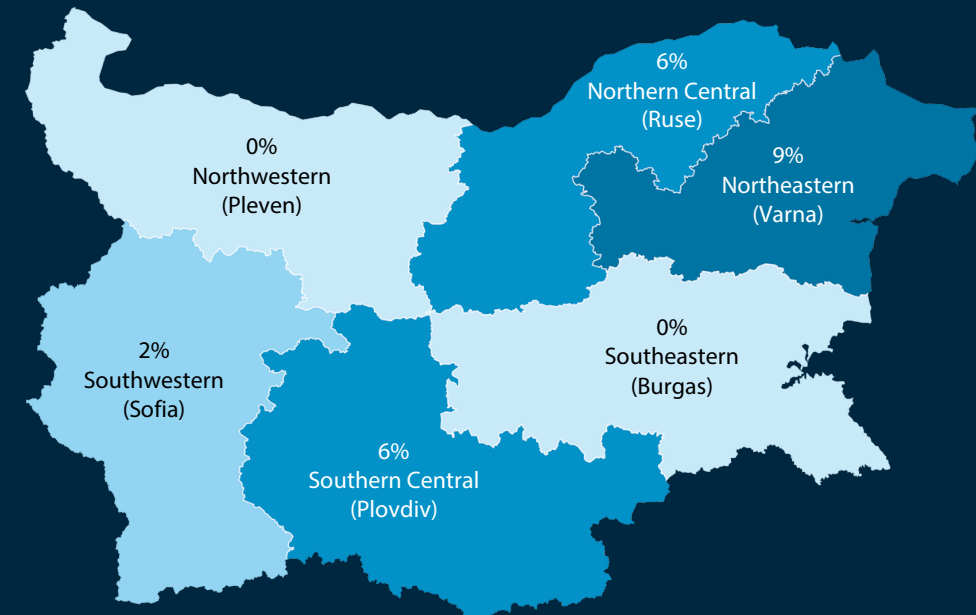 6%
Northern Central
(Ruse)
0%
Northwestern
(Pleven)
9%
Northeastern
(Varna)
0%
Southeastern
(Burgas)
2%
Southwestern
(Sofia)
6%
Southern Central
(Plovdiv)